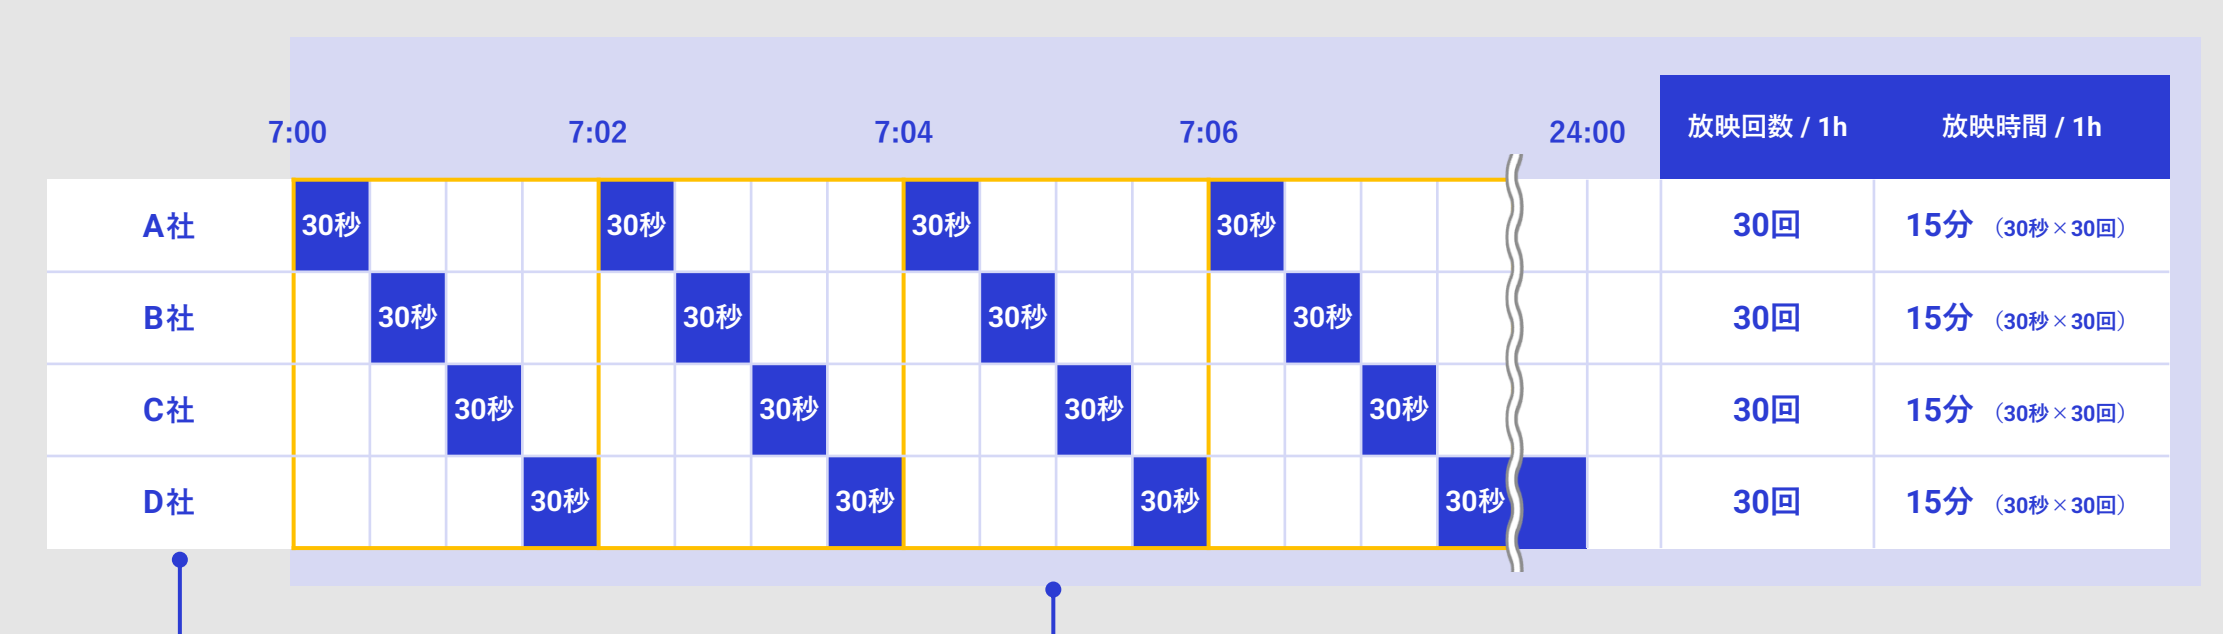 7:00 7:02 7:04 7:06 24:00 放映回数 / 1h 放映時間 / 1h
A社 30秒 30秒 30秒 30秒 30回 15分 （30秒×30回）
B社 30秒 30秒 30秒 30秒 30回 15分 （30秒×30回）
C社 30秒 30秒 30秒 30秒 30回 15分 （30秒×30回）
D社 30秒 30秒 30秒 30秒 30回 15分 （30秒×30回）